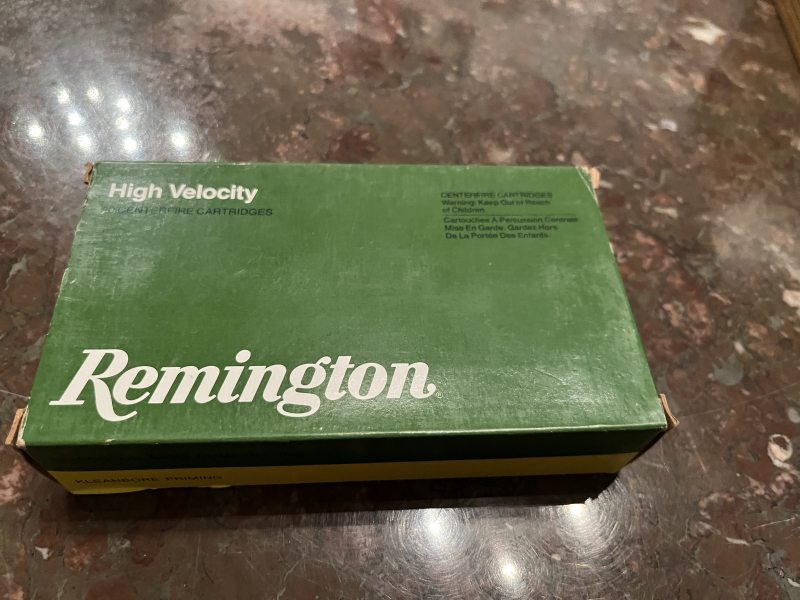 High Velocity
20 CENTERFIRE CARTRIDGES
CENTERFIRE CARTRIDGES
Warning: Keep Out of Reach
of Children.
Cartouches À Percussion Centrale
Mise En Garde: Gardez Hors
De La Portée Des Enfants.
Remington®
KLEANBORE PRIMING